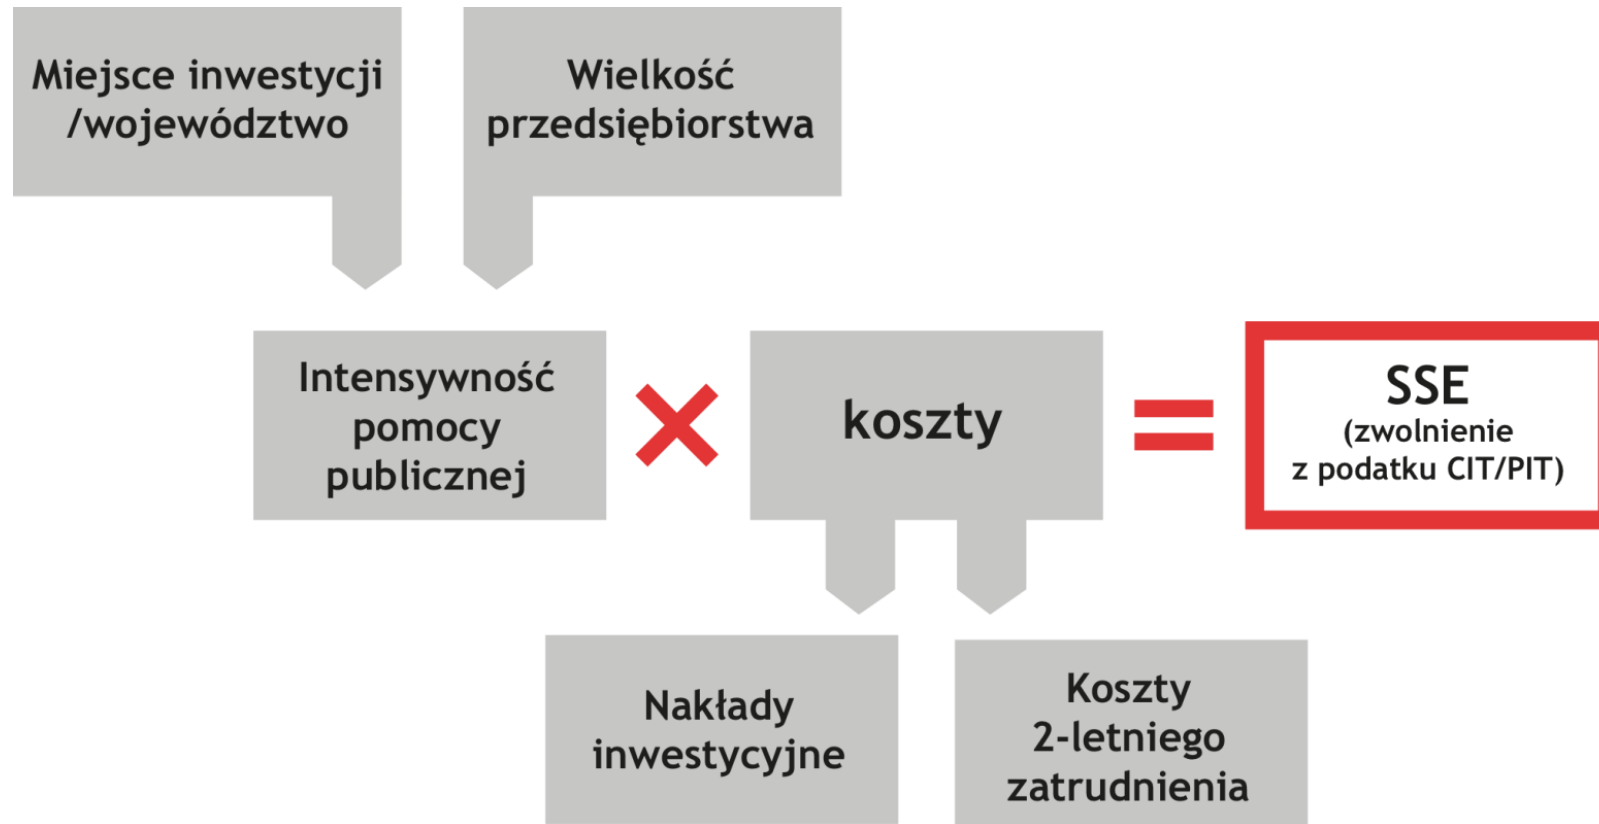 Miejsce inwestycji
/województwo
Wielkość
przedsiębiorstwa
Intensywność
pomocy
publicznej
koszty
SSE
(zwolnienie
z podatku CIT/PIT)
Nakłady
inwestycyjne
Koszty
2-letniego
zatrudnienia